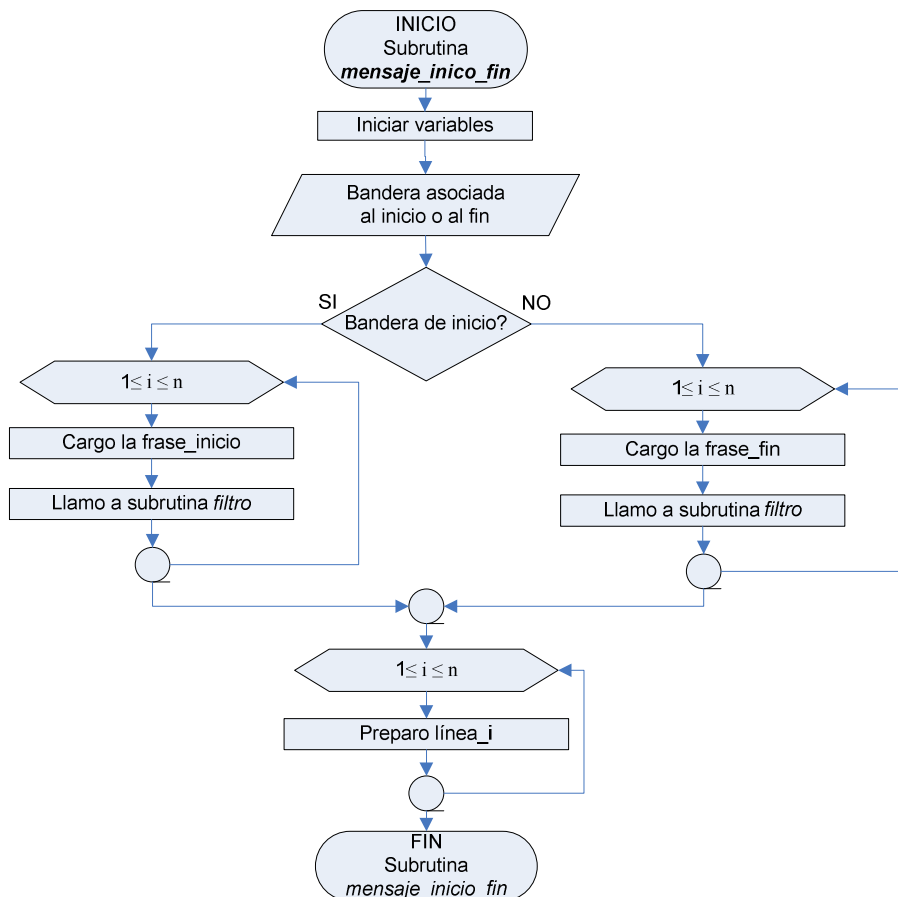 INICIO
Subrutina
mensaje_inico_fin
Iniciar variables
Bandera asociada
al inicio o al fin
SI
NO
Bandera de inicio?
1≤ i ≤ n
Cargo la frase_inicio
Llamo a subrutina filtro
1≤ i ≤ n
Cargo la frase_fin
Llamo a subrutina filtro
1≤ i ≤ n
Preparo línea_i
FIN
Subrutina
mensaje_inicio_fin